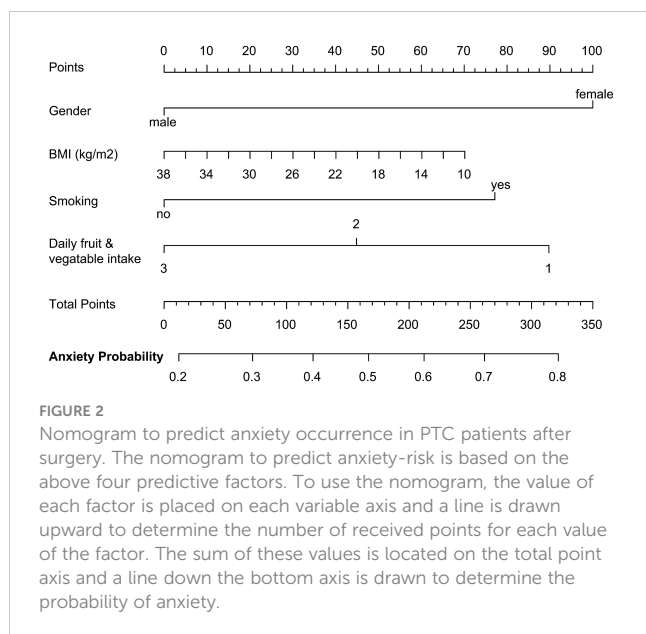 0 10 20 30 40 50 60 70 80 90 100
Points
female
Gender
male
BMI (kg/m2)
38 34 30 26 22 18 14 10
yes
Smoking
no
2
Daily fruit &
vegatable intake
3 1
Total Points
0 50 100 150 200 250 300 350
Anxiety Probability
0.2 0.3 0.4 0.5 0.6 0.7 0.8
FIGURE 2
Nomogram to predict anxiety occurrence in PTC patients after
surgery. The nomogram to predict anxiety-risk is based on the
above four predictive factors. To use the nomogram, the value of
each factor is placed on each variable axis and a line is drawn
upward to determine the number of received points for each value
of the factor. The sum of these values is located on the total point
axis and a line down the bottom axis is drawn to determine the
probability of anxiety.